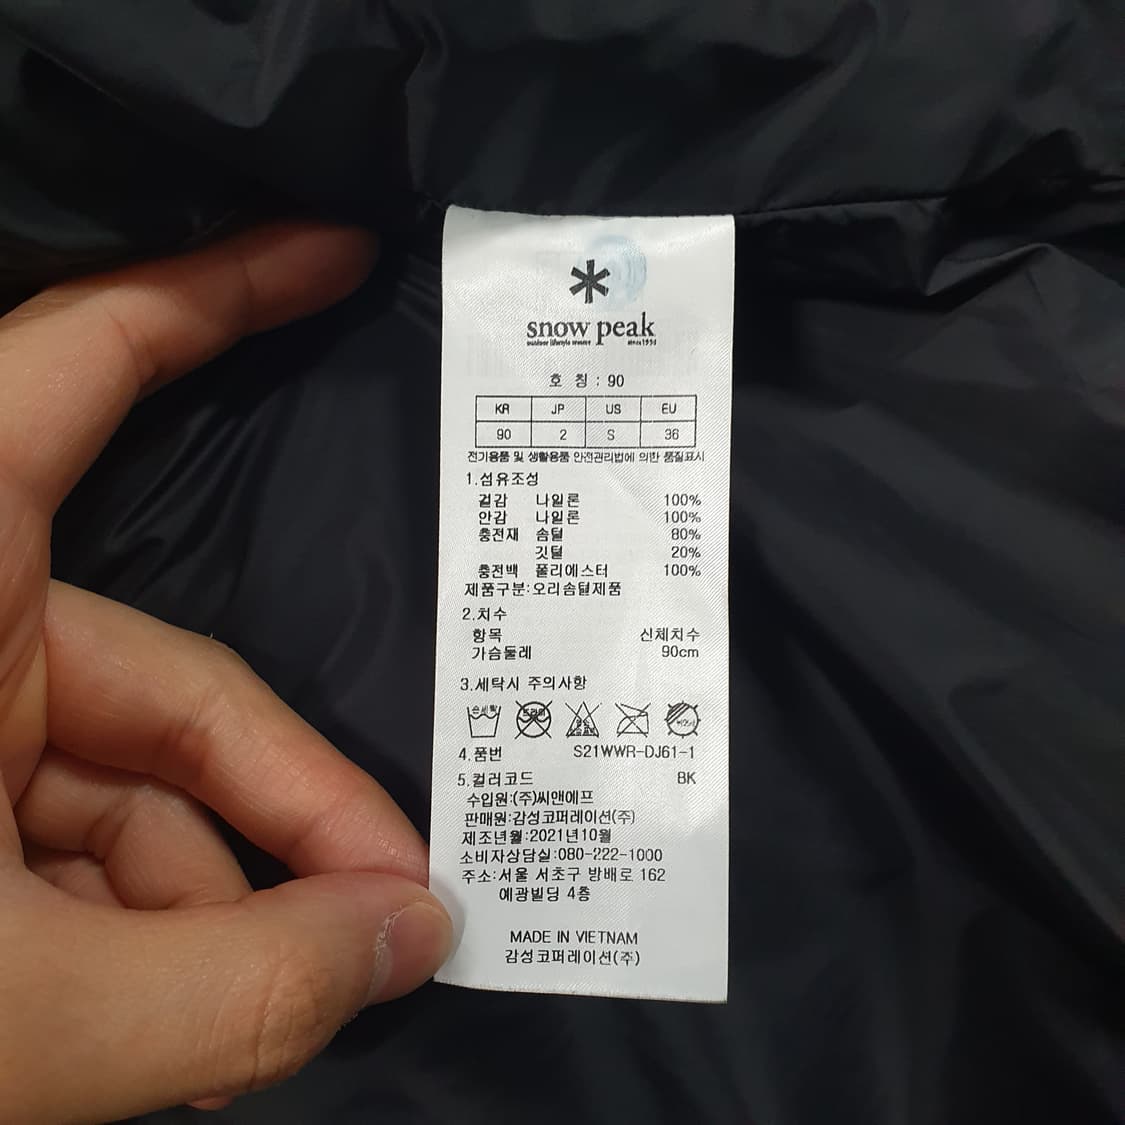 snow peak
outdoor lifestyle
since1958
호 칭 : 90
KR JP US EU
90 2 S 36
전기용품 및 생활용품 안전관리법에 의한 품질표시
1.섬유조성
겉감 나일론 100%
안감 나일론 100%
충전재 솜털 80%
깃털 20%
충전백 폴리에스터 100%
제품구분:오리솜털제품
2.치수
항목 신체치수
가슴둘레 90cm
3.세탁시 주의사항
손세탁 드라이
4.품번 S21WWR-DJ61-1
5.컬러코드 BK
수입원:(주)씨앤에프
판매원:감성코퍼레이션(주)
제조년월:2021년10월
소비자상담실:080-222-1000
주소:서울 서초구 방배로 162
예광빌딩 4층
MADE IN VIETNAM
감성코퍼레이션(주)